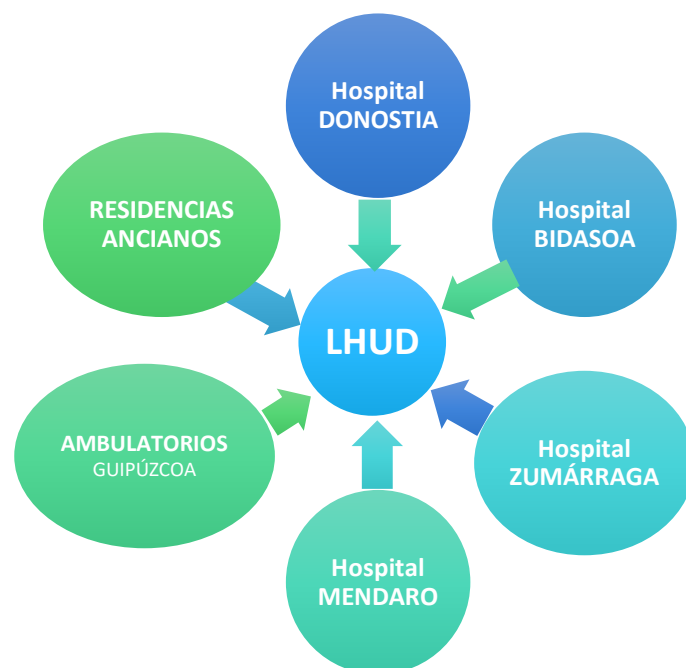 Hospital
DONOSTIA
RESIDENCIAS
ANCIANOS
Hospital
BIDASOA
LHUD
AMBULATORIOS
GUIPÚZCOA
Hospital
ZUMÁRRAGA
Hospital
MENDARO